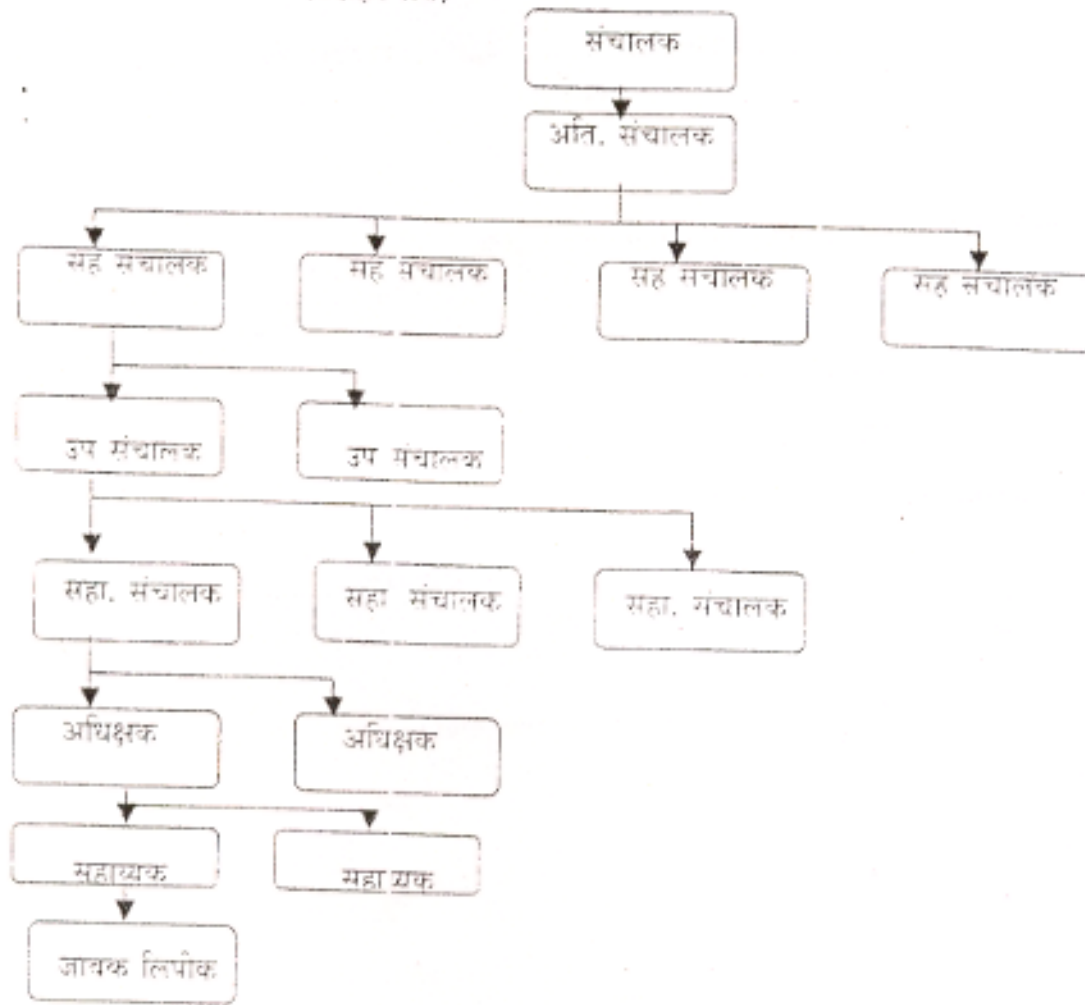 संचालक
अति. संचालक
सह संचालक
सह संचालक
सह संचालक
सह संचालक
उप संचालक
उप संचालक
सहा. संचालक
सहा संचालक
सहा. संचालक
अधिक्षक
अधिक्षक
सहाय्यक
सहाय्यक
जावक लिपीक